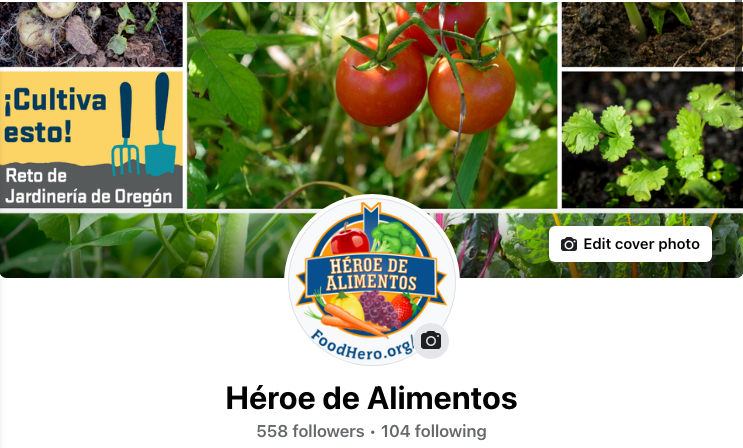 ¡Cultiva
esto!
Reto de
Jardinería de Oregón
Edit cover photo
HÉROE DE
ALIMENTOS
FoodHero.org/
Héroe de Alimentos
558 followers • 104 following